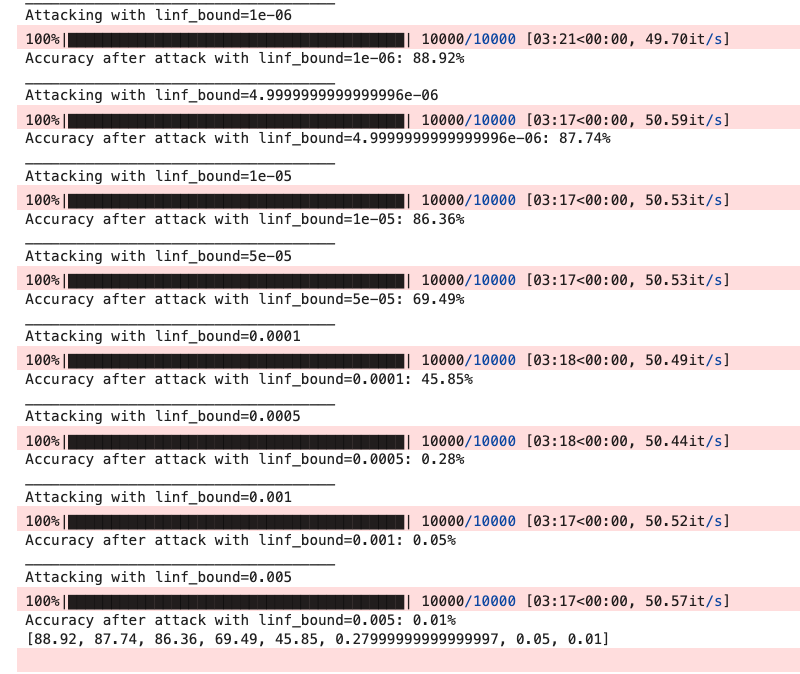 ____________________________________
Attacking with linf_bound=1e-06
100%|██████████████████████████████████████| 10000/10000 [03:21<00:00, 49.70it/s]
Accuracy after attack with linf_bound=1e-06: 88.92%
____________________________________
Attacking with linf_bound=4.9999999999999996e-06
100%|██████████████████████████████████████| 10000/10000 [03:17<00:00, 50.59it/s]
Accuracy after attack with linf_bound=4.9999999999999996e-06: 87.74%
____________________________________
Attacking with linf_bound=1e-05
100%|██████████████████████████████████████| 10000/10000 [03:17<00:00, 50.53it/s]
Accuracy after attack with linf_bound=1e-05: 86.36%
____________________________________
Attacking with linf_bound=5e-05
100%|██████████████████████████████████████| 10000/10000 [03:17<00:00, 50.53it/s]
Accuracy after attack with linf_bound=5e-05: 69.49%
____________________________________
Attacking with linf_bound=0.0001
100%|██████████████████████████████████████| 10000/10000 [03:18<00:00, 50.49it/s]
Accuracy after attack with linf_bound=0.0001: 45.85%
____________________________________
Attacking with linf_bound=0.0005
100%|██████████████████████████████████████| 10000/10000 [03:18<00:00, 50.44it/s]
Accuracy after attack with linf_bound=0.0005: 0.28%
____________________________________
Attacking with linf_bound=0.001
100%|██████████████████████████████████████| 10000/10000 [03:17<00:00, 50.52it/s]
Accuracy after attack with linf_bound=0.001: 0.05%
____________________________________
Attacking with linf_bound=0.005
100%|██████████████████████████████████████| 10000/10000 [03:17<00:00, 50.57it/s]
Accuracy after attack with linf_bound=0.005: 0.01%
[88.92, 87.74, 86.36, 69.49, 45.85, 0.27999999999999997, 0.05, 0.01]